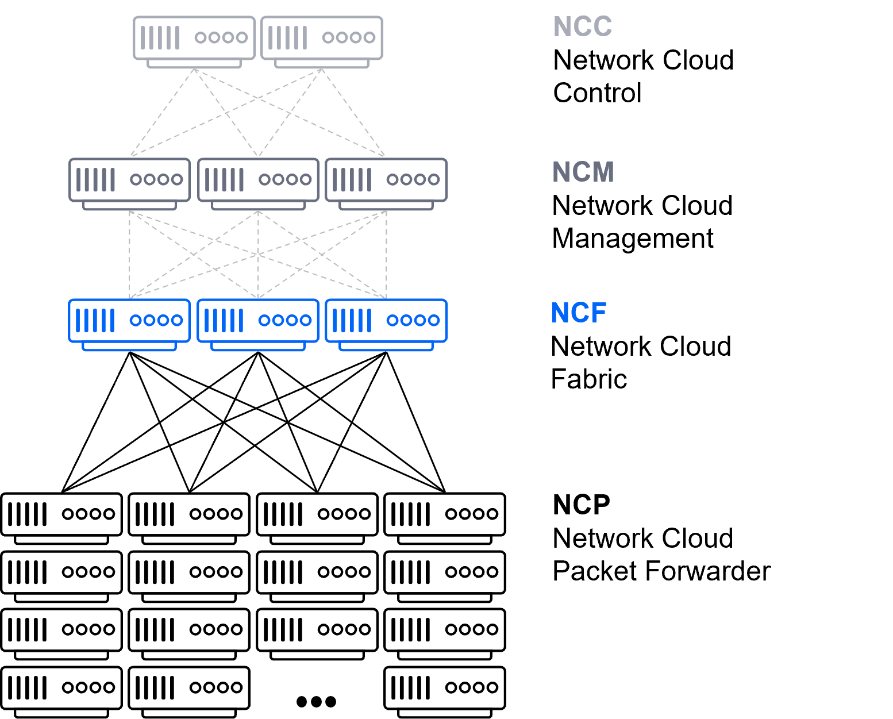 NCC
Network Cloud
Control
NCM
Network Cloud
Management
NCF
Network Cloud
Fabric
NCP
Network Cloud
Packet Forwarder